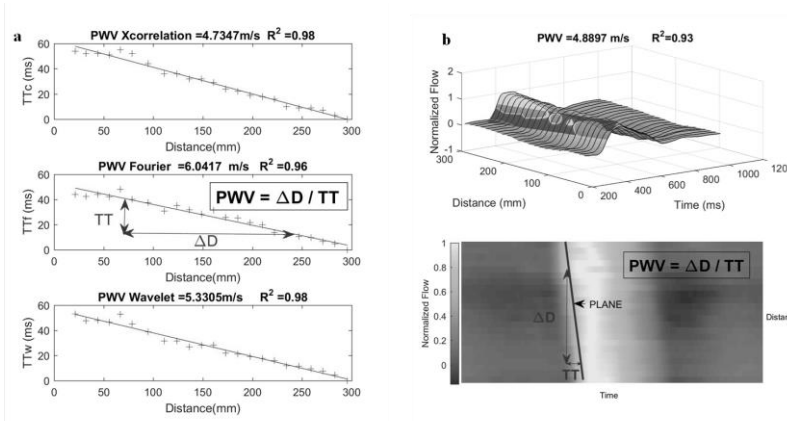 a
PWV Xcorrelation =4.7347m/s R²=0.98
TTc (ms)
60
40
20
0
0 50 100 150 200 250 300
Distance(mm)
PWV Fourier =6.0417 m/s R²=0.96
TTf (ms)
60
40
20
0
PWV = ΔD / TT
TT
ΔD
0 50 100 150 200 250 300
Distance(mm)
PWV Wavelet =5.3305m/s R²=0.98
TTw (ms)
60
40
20
0
0 50 100 150 200 250 300
Distance(mm)
b
PWV =4.8897 m/s R²=0.93
Normalized Flow
2
1
0
-1
300
200
100
0
Distance (mm)
200 400 600 800 1000 120
Time (ms)
Normalized Flow
1
0.8
0.6
0.4
0.2
0
PWV = ΔD / TT
PLANE
ΔD
TT
Distan
Time